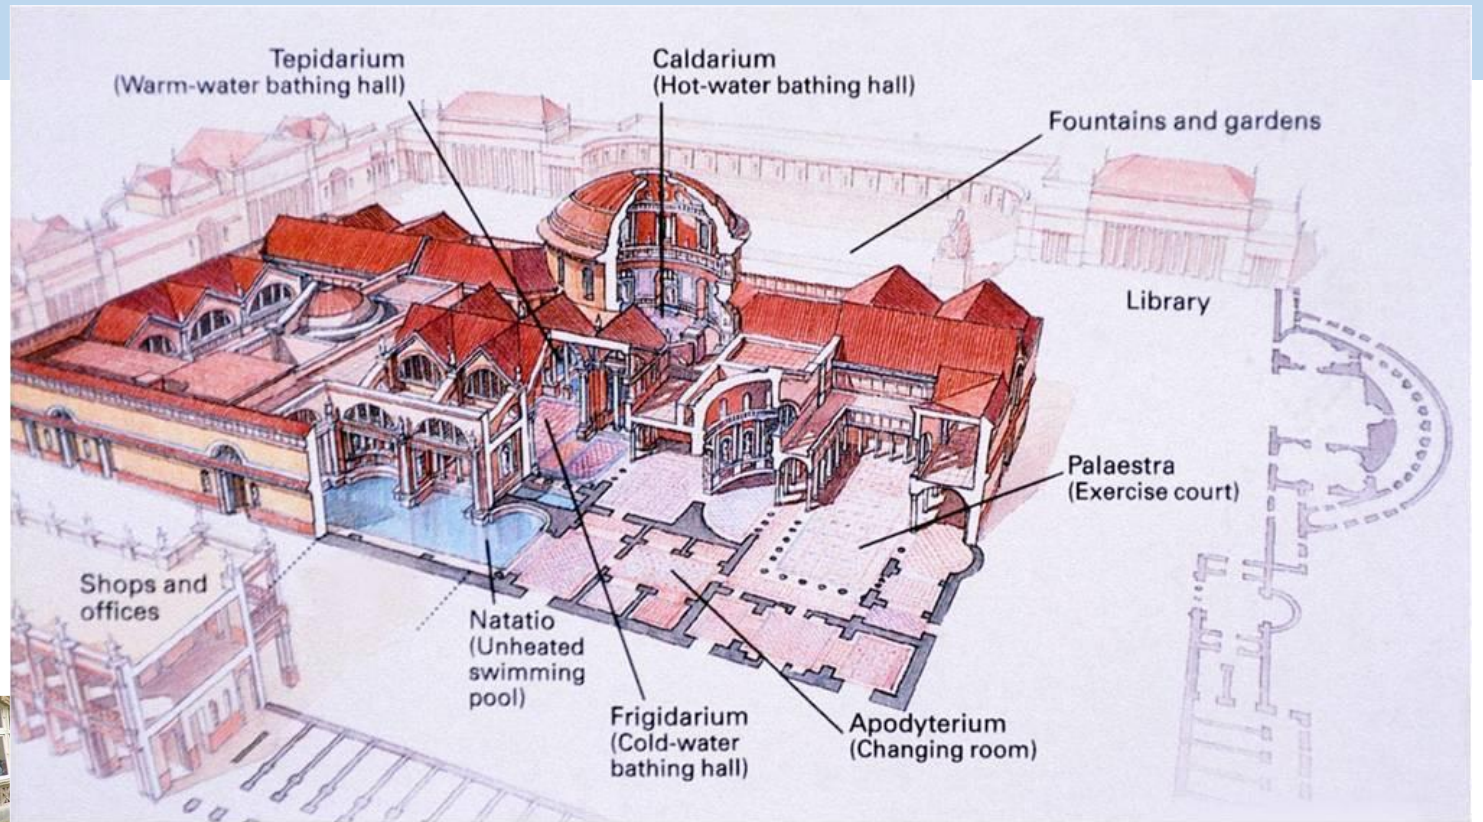 Tepidarium
(Warm-water bathing hall)
Caldarium
(Hot-water bathing hall)
Fountains and gardens
Library
Palaestra
(Exercise court)
Shops and
offices
Natatio
(Unheated
swimming
pool)
Frigidarium
(Cold-water
bathing hall)
Apodyterium
(Changing room)